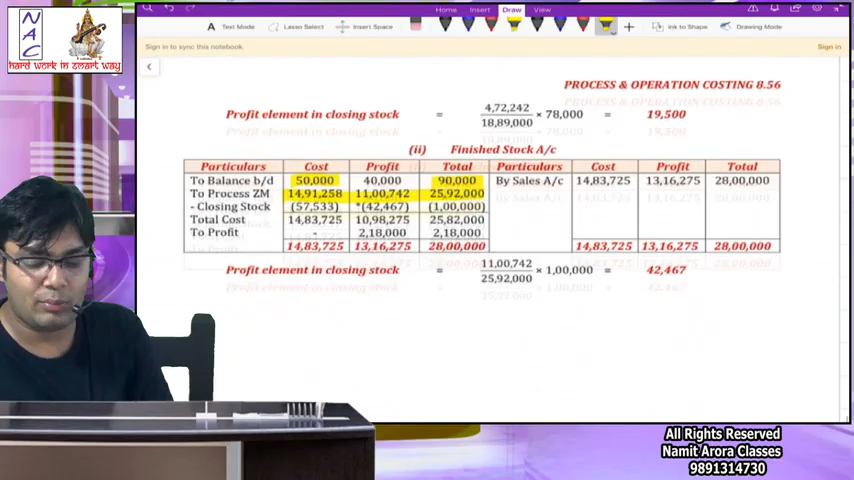 NAC
hard work in smart way
Home Insert Draw View
Text Mode Lasso Select Insert Space Ink to Shape Drawing Mode
Sign in to sync this notebook. Sign in
PROCESS & OPERATION COSTING 8.56
Profit element in closing stock = 4,72,242 / 18,89,000 × 78,000 = 19,500
(ii) Finished Stock A/c
Particulars Cost Profit Total Particulars Cost Profit Total
To Balance b/d 50,000 40,000 90,000 By Sales A/c 14,83,725 13,16,275 28,00,000
To Process ZM 14,91,258 11,00,742 25,92,000
- Closing Stock (57,533) *(42,467) (1,00,000)
Total Cost 14,83,725 10,98,275 25,82,000
To Profit - 2,18,000 2,18,000
14,83,725 13,16,275 28,00,000 14,83,725 13,16,275 28,00,000
Profit element in closing stock = 11,00,742 / 25,92,000 × 1,00,000 = 42,467
All Rights Reserved
Namit Arora Classes
9891314730